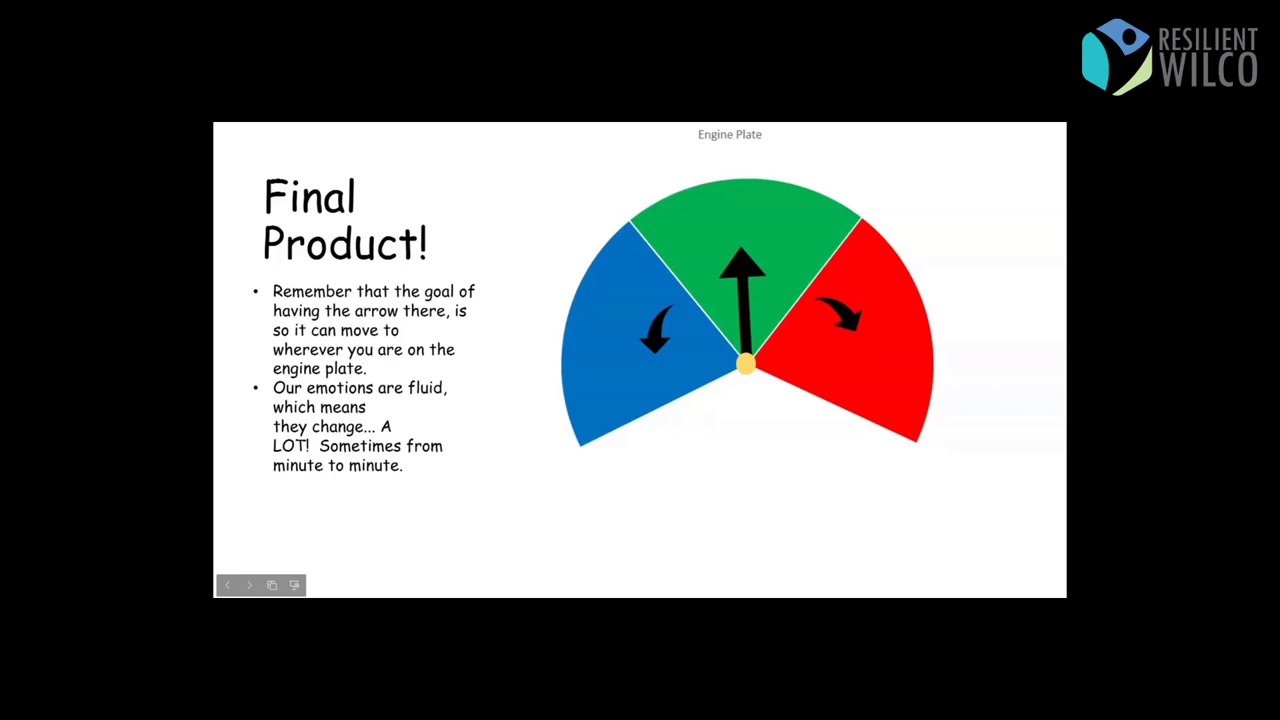 RESILIENT
WILCO
Engine Plate
Final
Product!
• Remember that the goal of
having the arrow there, is
so it can move to
wherever you are on the
engine plate.
• Our emotions are fluid,
which means
they change... A
LOT!  Sometimes from
minute to minute.